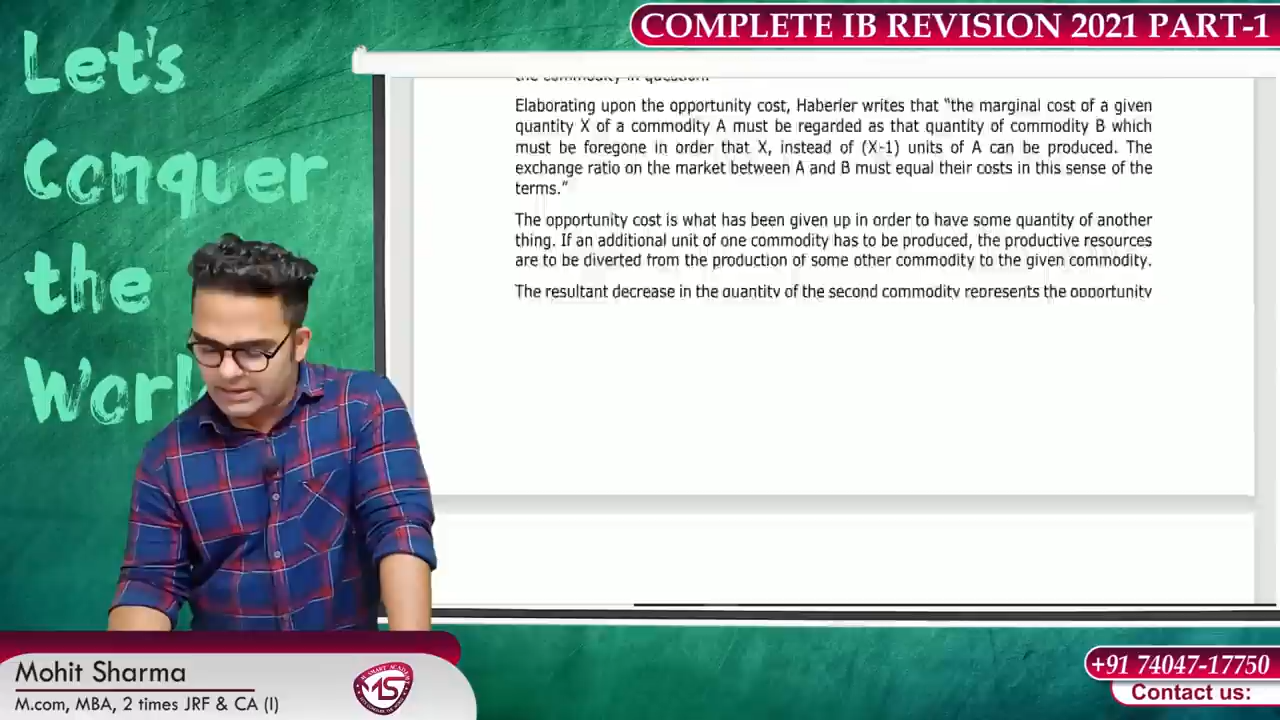 COMPLETE IB REVISION 2021 PART-1
Let's
Conquer
the
the commodity in question.
Elaborating upon the opportunity cost, Haberler writes that “the marginal cost of a given
quantity X of a commodity A must be regarded as that quantity of commodity B which
must be foregone in order that X, instead of (X-1) units of A can be produced. The
exchange ratio on the market between A and B must equal their costs in this sense of the
terms.”
The opportunity cost is what has been given up in order to have some quantity of another
thing. If an additional unit of one commodity has to be produced, the productive resources
are to be diverted from the production of some other commodity to the given commodity.
The resultant decrease in the quantity of the second commodity represents the opportunity
Mohit Sharma
M.com, MBA, 2 times JRF & CA (I)
MS
+91 74047-17750
Contact us: